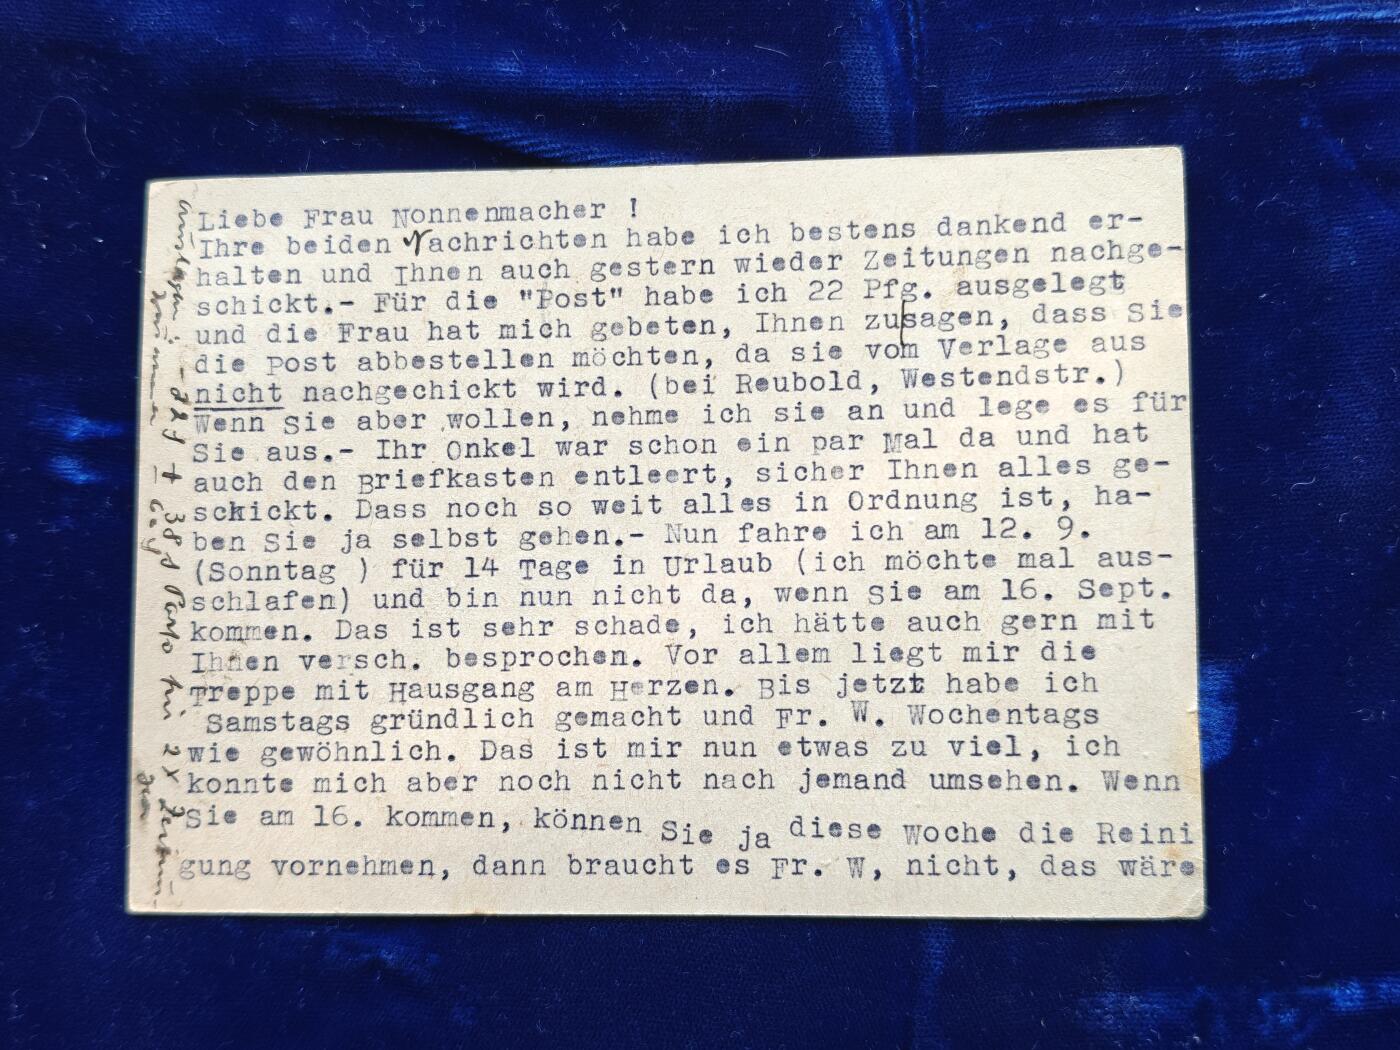 Liebe Frau Nonnenmacher !
Ihre beiden Nachrichten habe ich bestens dankend er-
halten und Ihnen auch gestern wieder Zeitungen nachge-
schickt.- Für die "Post" habe ich 22 Pfg. ausgelegt
und die Frau hat mich gebeten, Ihnen zu sagen, dass Sie
die Post abbestellen möchten, da sie vom Verlage aus
nicht nachgechickt wird. (bei Reubold, Westendstr.)
Wenn Sie aber wollen, nehme ich sie an und lege es für
Sie aus.- Ihr Onkel war schon ein par Mal da und hat
auch den Briefkasten entleert, sicher Ihnen alles ge-
schickt. Dass noch so weit alles in Ordnung ist, ha-
ben Sie ja selbst gehen.- Nun fahre ich am 12. 9.
(Sonntag ) für 14 Tage in Urlaub (ich möchte mal aus-
schlafen) und bin nun nicht da, wenn Sie am 16. Sept.
kommen. Das ist sehr schade, ich hätte auch gern mit
Ihnen versch. besprochen. Vor allem liegt mir die
Treppe mit Hausgang am Herzen. Bis jetzt habe ich
Samstags gründlich gemacht und Fr. W. Wochentags
wie gewöhnlich. Das ist mir nun etwas zu viel, ich
konnte mich aber noch nicht nach jemand umsehen. Wenn
Sie am 16. kommen, können Sie ja diese Woche die Reini
gung vornehmen, dann braucht es Fr. W, nicht, das wäre
+ 38 Porto für 2 x Zeitun-